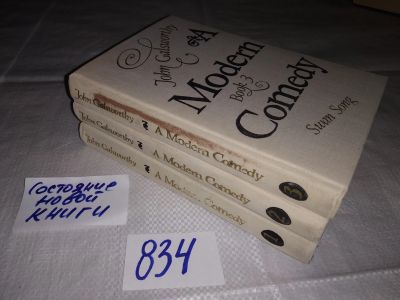 John Galsworthy
A
Modern
Book 3
Comedy
Swan Song
John Galsworthy A Modern Comedy 3
John Galsworthy A Modern Comedy 2
John Galsworthy A Modern Comedy 1
Состояние
новой
книги
834